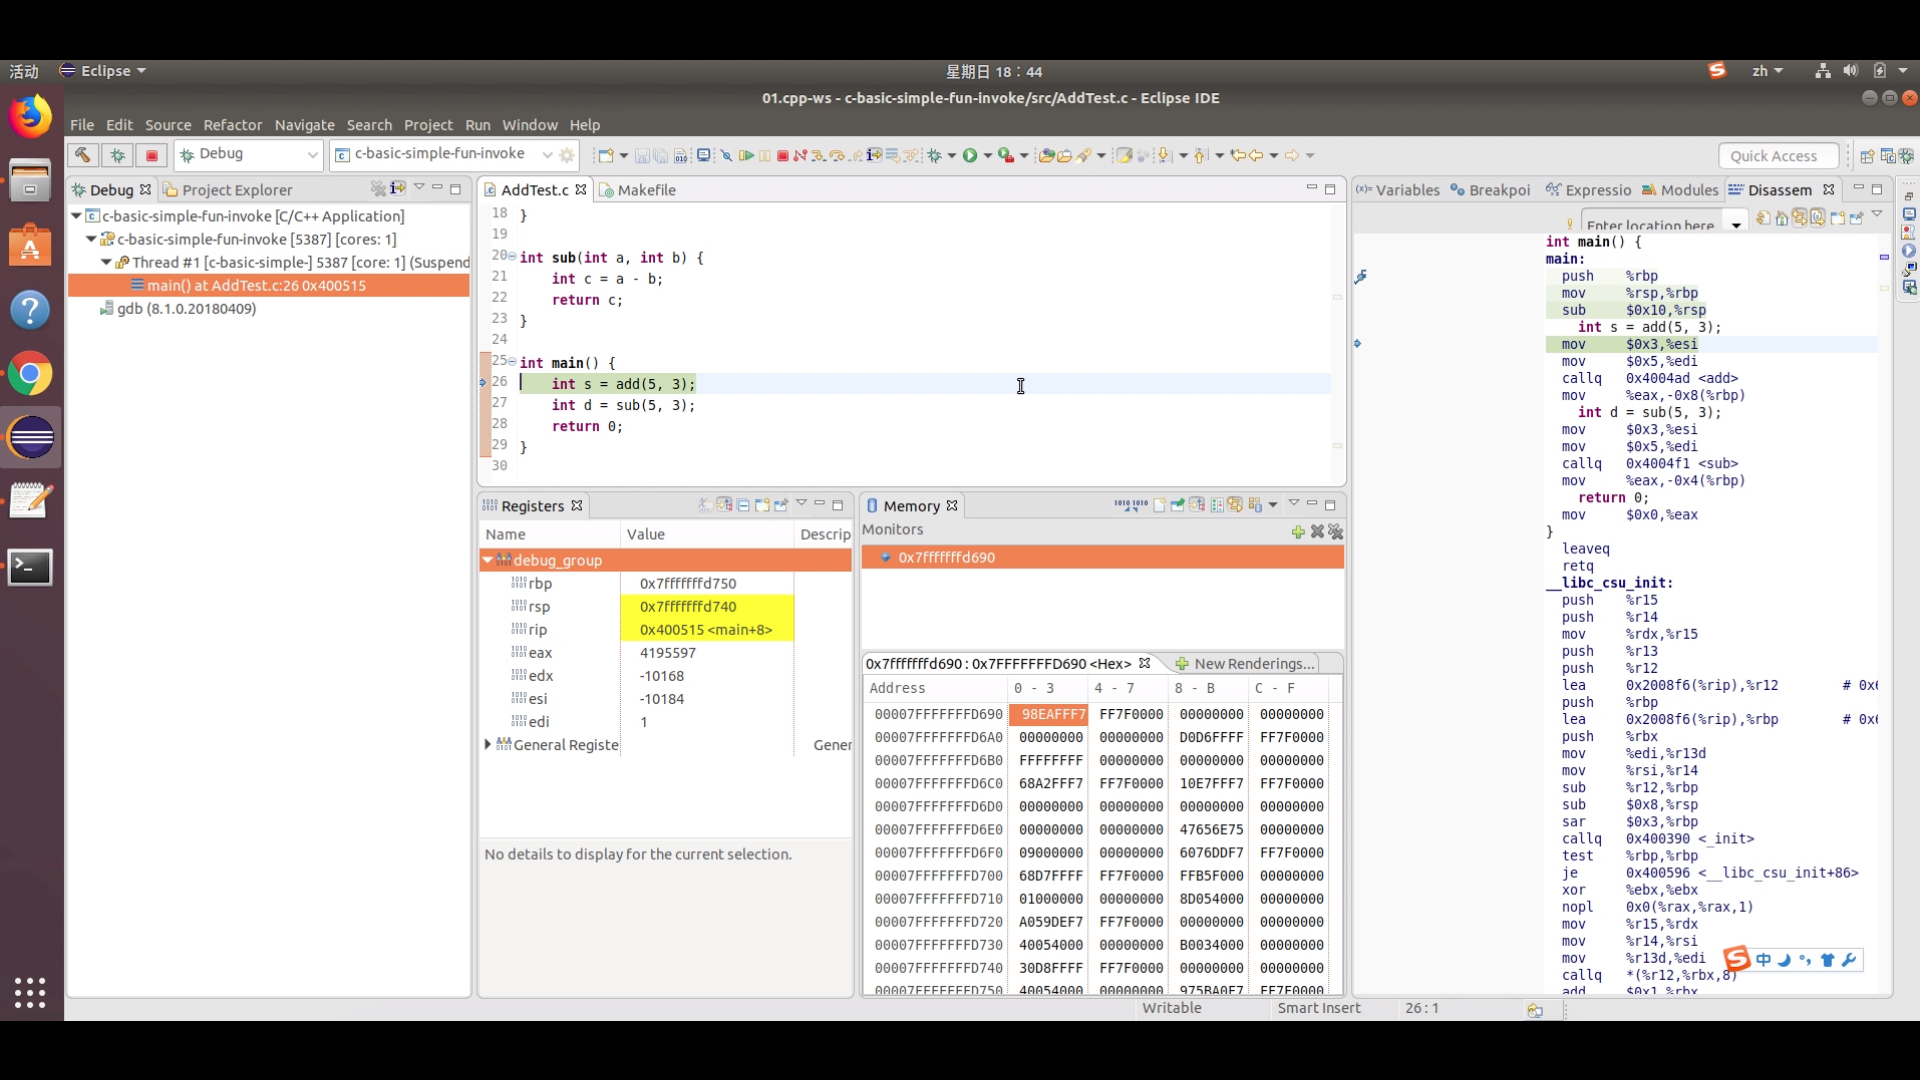 活动
Eclipse
星期日 18：44
zh
01.cpp-ws - c-basic-simple-fun-invoke/src/AddTest.c - Eclipse IDE
File Edit Source Refactor Navigate Search Project Run Window Help
Debug
c-basic-simple-fun-invoke
Quick Access
Debug
Project Explorer
c-basic-simple-fun-invoke [C/C++ Application]
c-basic-simple-fun-invoke [5387] [cores: 1]
Thread #1 [c-basic-simple-] 5387 [core: 1] (Suspend
main() at AddTest.c:26 0x400515
gdb (8.1.0.20180409)
AddTest.c
Makefile
18 }
19
20 int sub(int a, int b) {
21 int c = a - b;
22 return c;
23 }
24
25 int main() {
26 int s = add(5, 3);
27 int d = sub(5, 3);
28 return 0;
29 }
30
Registers
Name Value Descrip
debug_group
rbp 0x7fffffffd750
rsp 0x7fffffffd740
rip 0x400515 <main+8>
eax 4195597
edx -10168
esi -10184
edi 1
General Registe Gener
No details to display for the current selection.
Memory
Monitors
0x7fffffffd690
0x7fffffffd690 : 0x7FFFFFFFD690 <Hex>
New Renderings...
Address 0 - 3 4 - 7 8 - B C - F
00007FFFFFFFD690 98EAFFF7 FF7F0000 00000000 00000000
00007FFFFFFFD6A0 00000000 00000000 D0D6FFFF FF7F0000
00007FFFFFFFD6B0 FFFFFFFF 00000000 00000000 00000000
00007FFFFFFFD6C0 68A2FFF7 FF7F0000 10E7FFF7 FF7F0000
00007FFFFFFFD6D0 00000000 00000000 00000000 00000000
00007FFFFFFFD6E0 00000000 00000000 47656E75 00000000
00007FFFFFFFD6F0 09000000 00000000 6076DDF7 FF7F0000
00007FFFFFFFD700 68D7FFFF FF7F0000 FFB5F000 00000000
00007FFFFFFFD710 01000000 00000000 8D054000 00000000
00007FFFFFFFD720 A059DEF7 FF7F0000 00000000 00000000
00007FFFFFFFD730 40054000 00000000 B0034000 00000000
00007FFFFFFFD740 30D8FFFF FF7F0000 00000000 00000000
00007FFFFFFFD750 40054000 00000000 975BA0F7 FF7F0000
Variables
Breakpoi
Expressio
Modules
Disassem
Enter location here
int main() {
main:
push %rbp
mov %rsp,%rbp
sub $0x10,%rsp
int s = add(5, 3);
mov $0x3,%esi
mov $0x5,%edi
callq 0x4004ad <add>
mov %eax,-0x8(%rbp)
int d = sub(5, 3);
mov $0x3,%esi
mov $0x5,%edi
callq 0x4004f1 <sub>
mov %eax,-0x4(%rbp)
return 0;
mov $0x0,%eax
}
leaveq
retq
__libc_csu_init:
push %r15
push %r14
mov %rdx,%r15
push %r13
push %r12
lea 0x2008f6(%rip),%r12 # 0x6
push %rbp
lea 0x2008f6(%rip),%rbp # 0x6
push %rbx
mov %edi,%r13d
mov %rsi,%r14
sub %r12,%rbp
sub $0x8,%rsp
sar $0x3,%rbp
callq 0x400390 <_init>
test %rbp,%rbp
je 0x400596 <__libc_csu_init+86>
xor %ebx,%ebx
nopl 0x0(%rax,%rax,1)
mov %r15,%rdx
mov %r14,%rsi
mov %r13d,%edi
callq *(%r12,%rbx,8)
add $0x1,%rbx
中
Writable Smart Insert 26 : 1